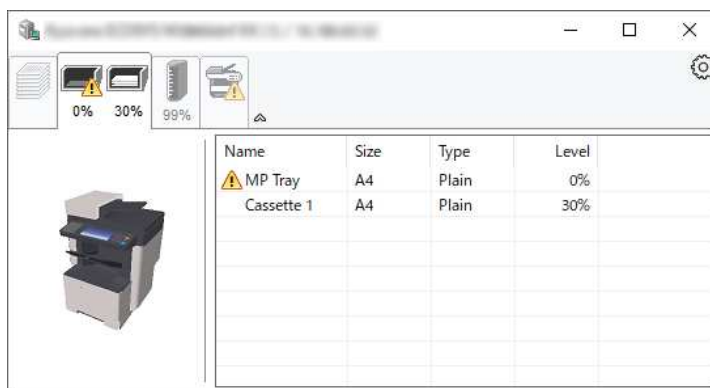 0% 30% 99%
Name Size Type Level
MP Tray A4 Plain 0%
Cassette 1 A4 Plain 30%